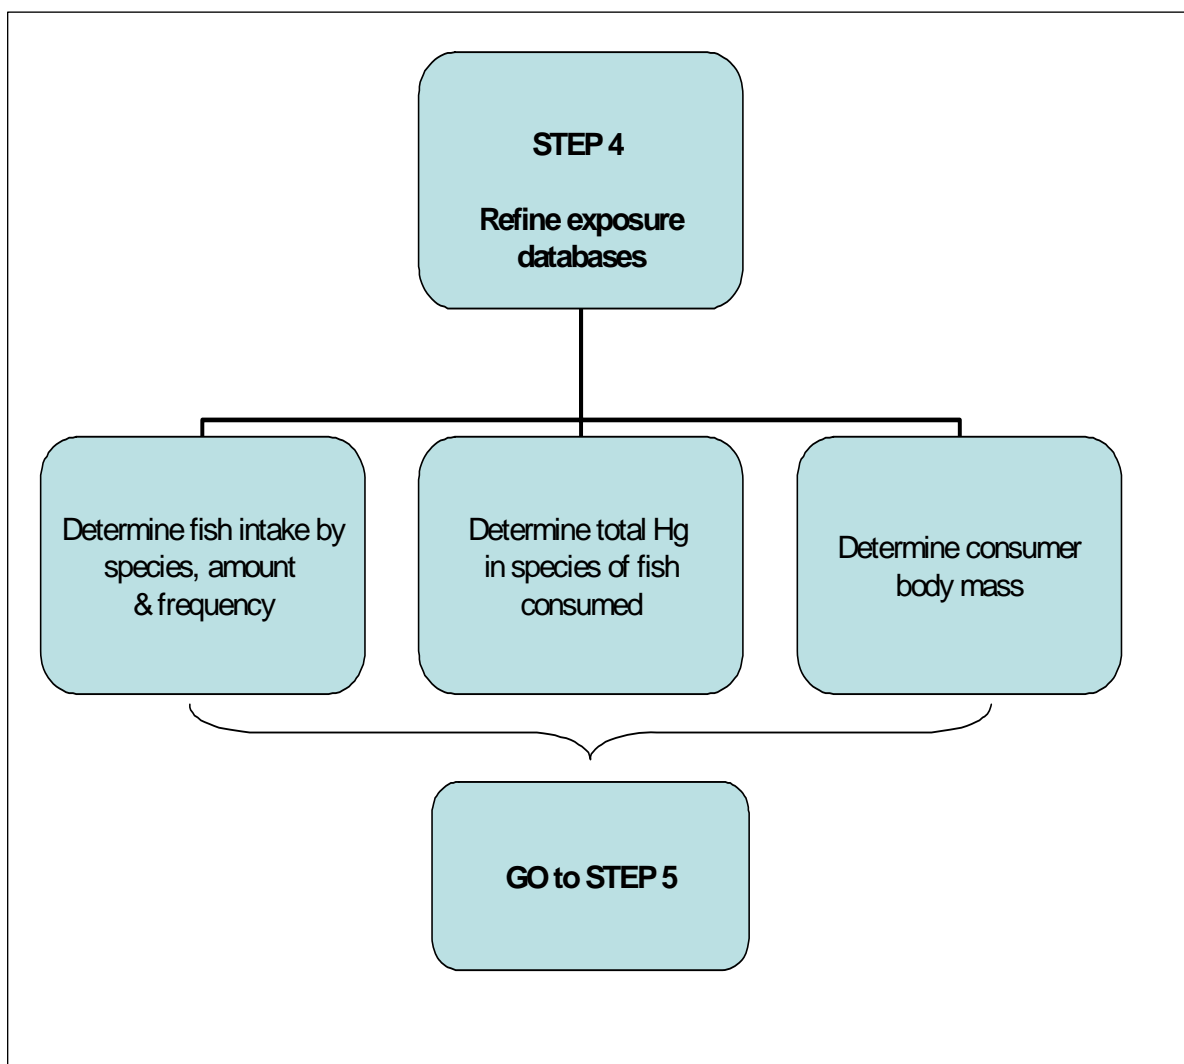 STEP 4
Refine exposure
databases
Determine fish intake by
species, amount
& frequency
Determine total Hg
in species of fish
consumed
Determine consumer
body mass
GO to STEP 5